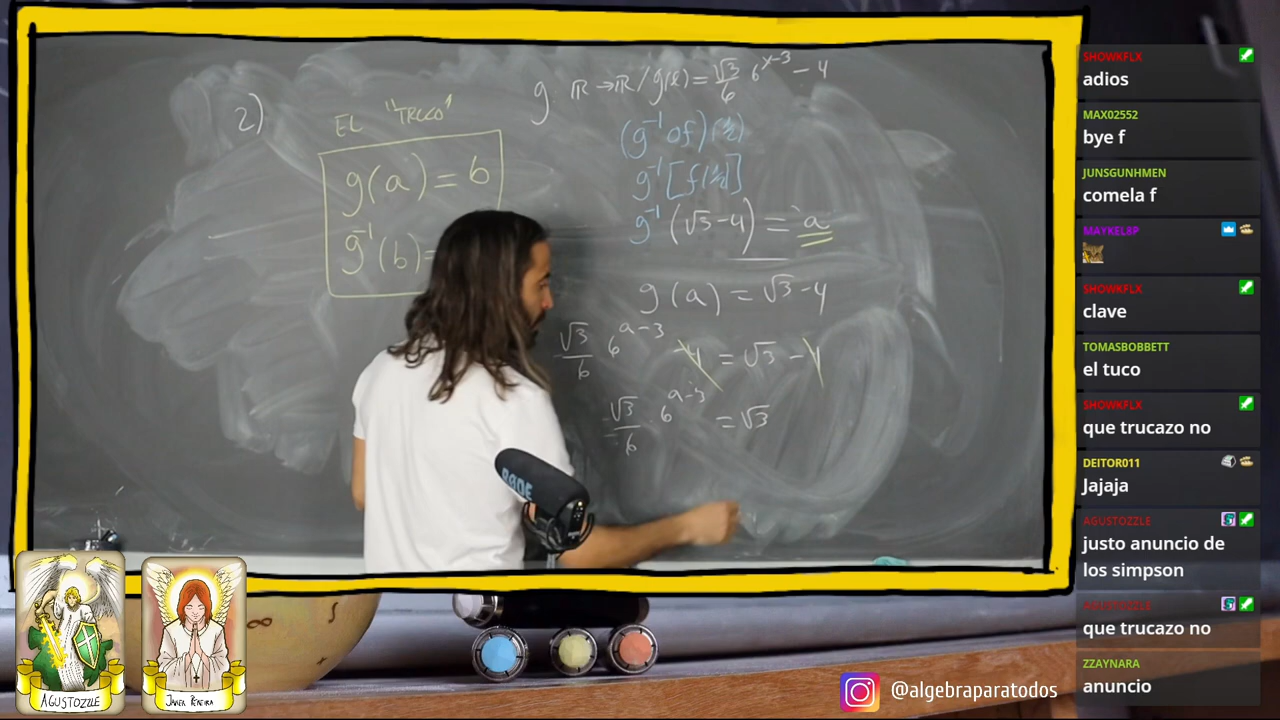 2)
EL "TRUCO"
g(a) = b
g⁻¹(b) =
g ℝ → ℝ / g(x) = √3/6 6^(x-3) - 4
(g⁻¹ o f)(½)
g⁻¹[f(½)]
g⁻¹(√3-4) = a
g(a) = √3-4
√3/6 6^(a-3) -4 = √3 -4
√3/6 . 6^(a-3) = √3
∞
AGUSTOZZLE
JAVIER PEREIRA
@algebraparatodos
SHOWKFLX
adios
MAX02552
bye f
JUNSGUNHMEN
comela f
MAYKEL8P
SHOWKFLX
clave
TOMASBOBBETT
el tuco
SHOWKFLX
que trucazo no
DEITOR011
Jajaja
AGUSTOZZLE
justo anuncio de
los simpson
AGUSTOZZLE
que trucazo no
ZZAYNARA
anuncio